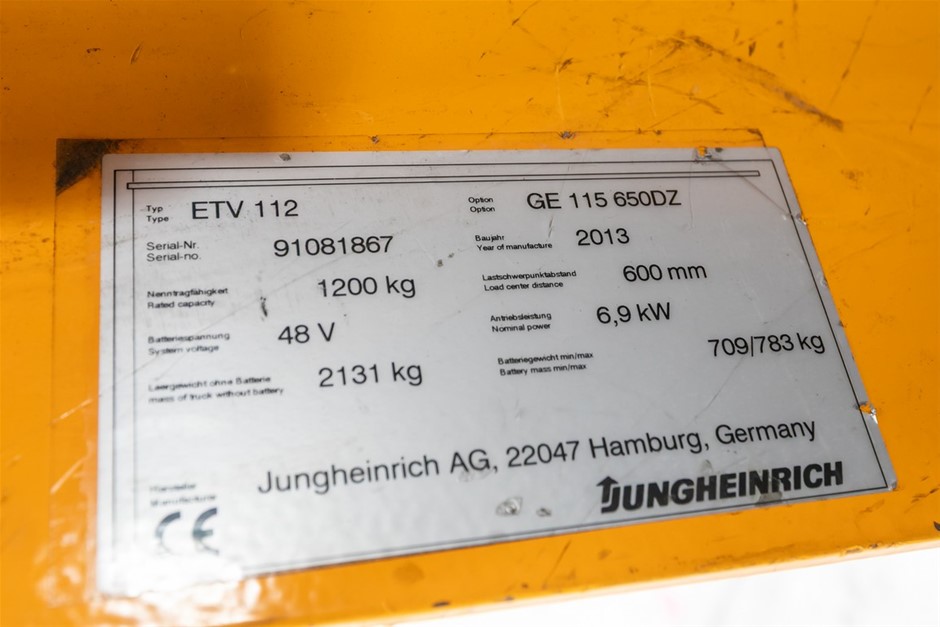 Typ
Type ETV 112
Option
Option GE 115 650DZ
Serial-Nr.
Serial-no. 91081867
Baujahr
Year of manufacture 2013
Nenntragfähigkeit
Rated capacity 1200 kg
Lastschwerpunktabstand
Load center distance 600 mm
Batteriespannung
System voltage 48 V
Antriebsleistung
Nominal power 6,9 kW
Leergewicht ohne Batterie
mass of truck without battery 2131 kg
Batteriegewicht min/max
Battery mass min/max 709/783 kg
Hersteller
Manufacturer
Jungheinrich AG, 22047 Hamburg, Germany
CE
JUNGHEINRICH